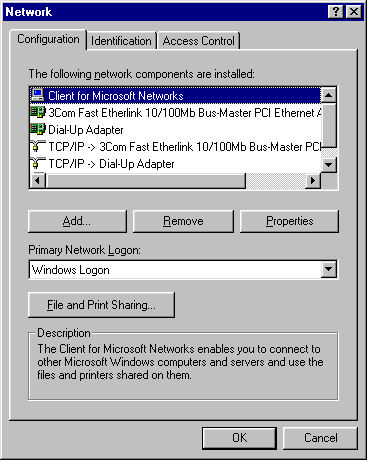 Network
Configuration Identification Access Control
The following network components are installed:
Client for Microsoft Networks
3Com Fast Etherlink 10/100Mb Bus-Master PCI Ethernet A
Dial-Up Adapter
TCP/IP -> 3Com Fast Etherlink 10/100Mb Bus-Master PCI
TCP/IP -> Dial-Up Adapter
Add... Remove Properties
Primary Network Logon:
Windows Logon
File and Print Sharing...
Description
The Client for Microsoft Networks enables you to connect to
other Microsoft Windows computers and servers and use the
files and printers shared on them.
OK Cancel